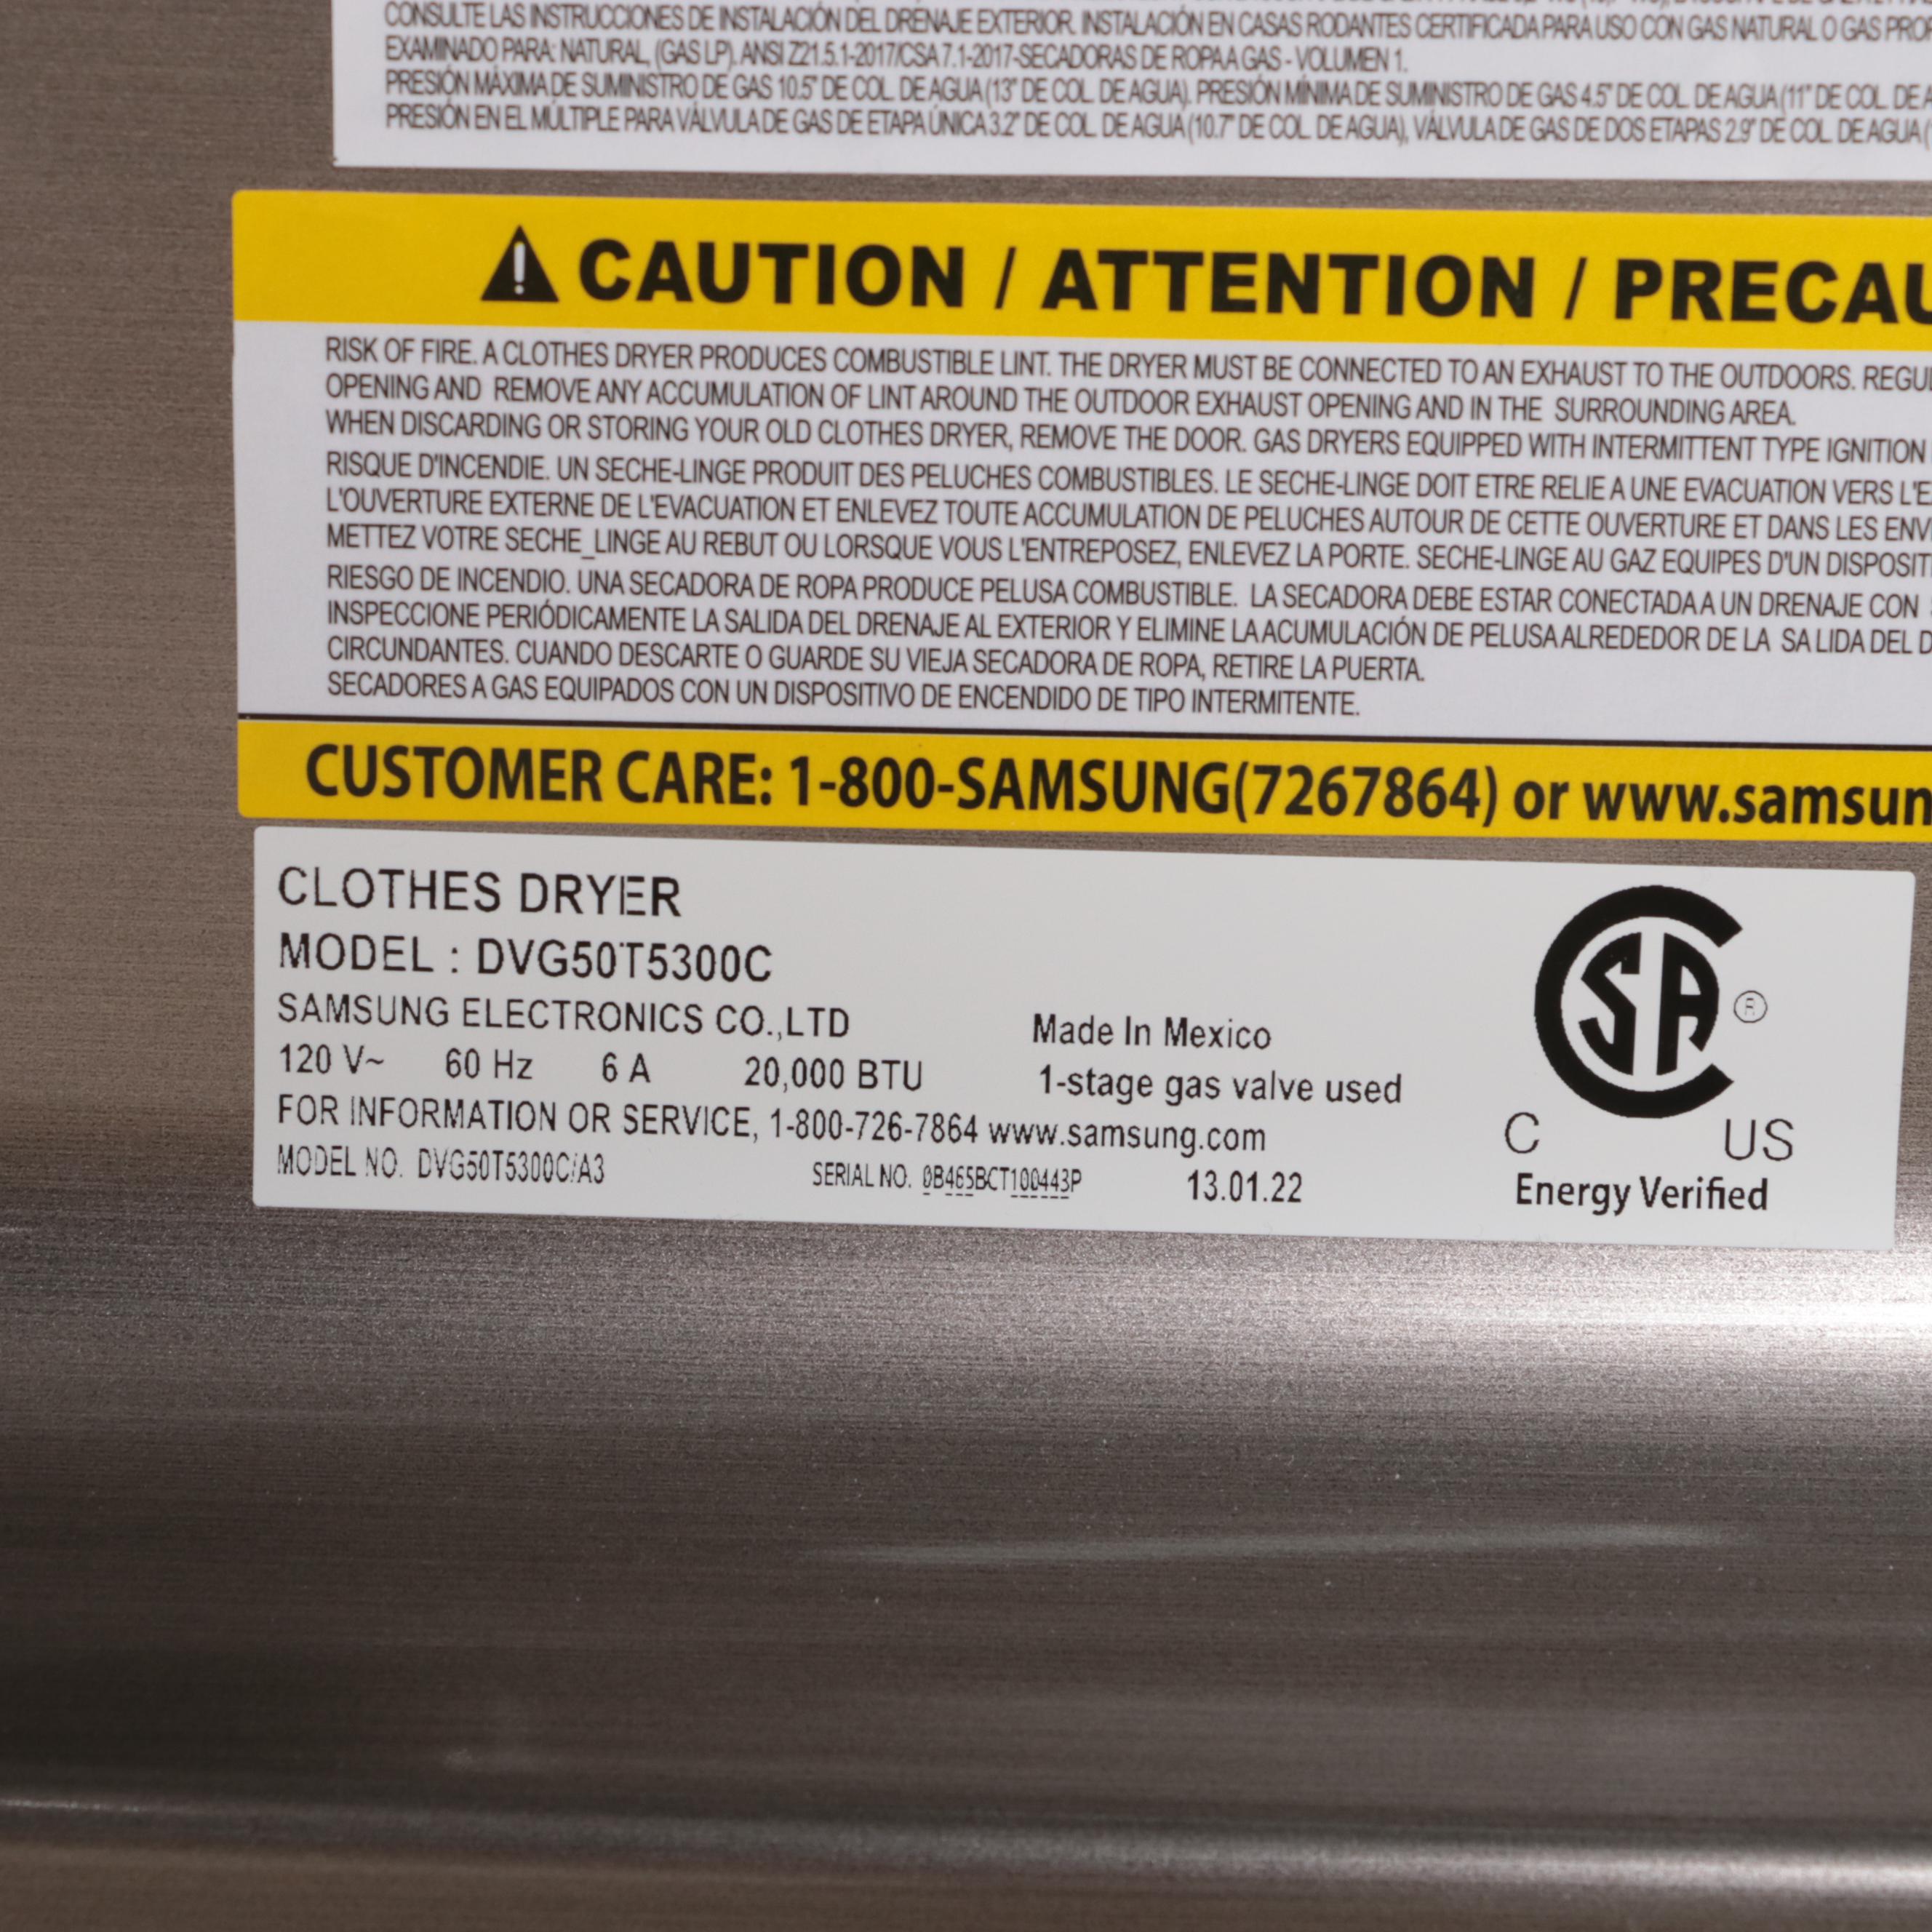 CONSULTE LAS INSTRUCCIONES DE INSTALACIÓN DEL DRENAJE EXTERIOR. INSTALACIÓN EN CASAS RODANTES CERTIFICADA PARA USO CON GAS NATURAL O GAS
EXAMINADO PARA: NATURAL, (GAS LP). ANSI Z21.5.1-2017/CSA 7.1-2017-SECADORAS DE ROPA A GAS - VOLUMEN 1.
PRESIÓN MÁXIMA DE SUMINISTRO DE GAS 10.5" DE COL. DE AGUA (13" DE COL. DE AGUA). PRESIÓN MÍNIMA DE SUMINISTRO DE GAS 4.5" DE COL. DE AGUA (11" DE COL. DE
PRESIÓN EN EL MÚLTIPLE PARA VÁLVULA DE GAS DE ETAPA ÚNICA 3.2" DE COL. DE AGUA (10.7" DE COL. DE AGUA), VÁLVULA DE GAS DE DOS ETAPAS 2.9" DE COL. DE AGUA (
CAUTION / ATTENTION / PRECAU
RISK OF FIRE. A CLOTHES DRYER PRODUCES COMBUSTIBLE LINT. THE DRYER MUST BE CONNECTED TO AN EXHAUST TO THE OUTDOORS. REGUL
OPENING AND REMOVE ANY ACCUMULATION OF LINT AROUND THE OUTDOOR EXHAUST OPENING AND IN THE SURROUNDING AREA.
WHEN DISCARDING OR STORING YOUR OLD CLOTHES DRYER, REMOVE THE DOOR. GAS DRYERS EQUIPPED WITH INTERMITTENT TYPE IGNITION
RISQUE D'INCENDIE. UN SECHE-LINGE PRODUIT DES PELUCHES COMBUSTIBLES. LE SECHE-LINGE DOIT ETRE RELIE A UNE EVACUATION VERS L'E
L'OUVERTURE EXTERNE DE L'EVACUATION ET ENLEVEZ TOUTE ACCUMULATION DE PELUCHES AUTOUR DE CETTE OUVERTURE ET DANS LES ENV
METTEZ VOTRE SECHE_LINGE AU REBUT OU LORSQUE VOUS L'ENTREPOSEZ, ENLEVEZ LA PORTE. SECHE-LINGE AU GAZ EQUIPES D'UN DISPOSIT
RIESGO DE INCENDIO. UNA SECADORA DE ROPA PRODUCE PELUSA COMBUSTIBLE. LA SECADORA DEBE ESTAR CONECTADA A UN DRENAJE CON
INSPECCIONE PERIÓDICAMENTE LA SALIDA DEL DRENAJE AL EXTERIOR Y ELIMINE LA ACUMULACIÓN DE PELUSA ALREDEDOR DE LA SA LIDA DEL D
CIRCUNDANTES. CUANDO DESCARTE O GUARDE SU VIEJA SECADORA DE ROPA, RETIRE LA PUERTA.
SECADORES A GAS EQUIPADOS CON UN DISPOSITIVO DE ENCENDIDO DE TIPO INTERMITENTE.
CUSTOMER CARE: 1-800-SAMSUNG(7267864) or www.samsun
CLOTHES DRYER
MODEL : DVG50T5300C
SAMSUNG ELECTRONICS CO.,LTD Made In Mexico
120 V~ 60 Hz 6 A 20,000 BTU 1-stage gas valve used
FOR INFORMATION OR SERVICE, 1-800-726-7864 www.samsung.com
MODEL NO. DVG50T5300C/A3 SERIAL NO. 0B465BCT100443P 13.01.22
CSA ®
C US
Energy Verified